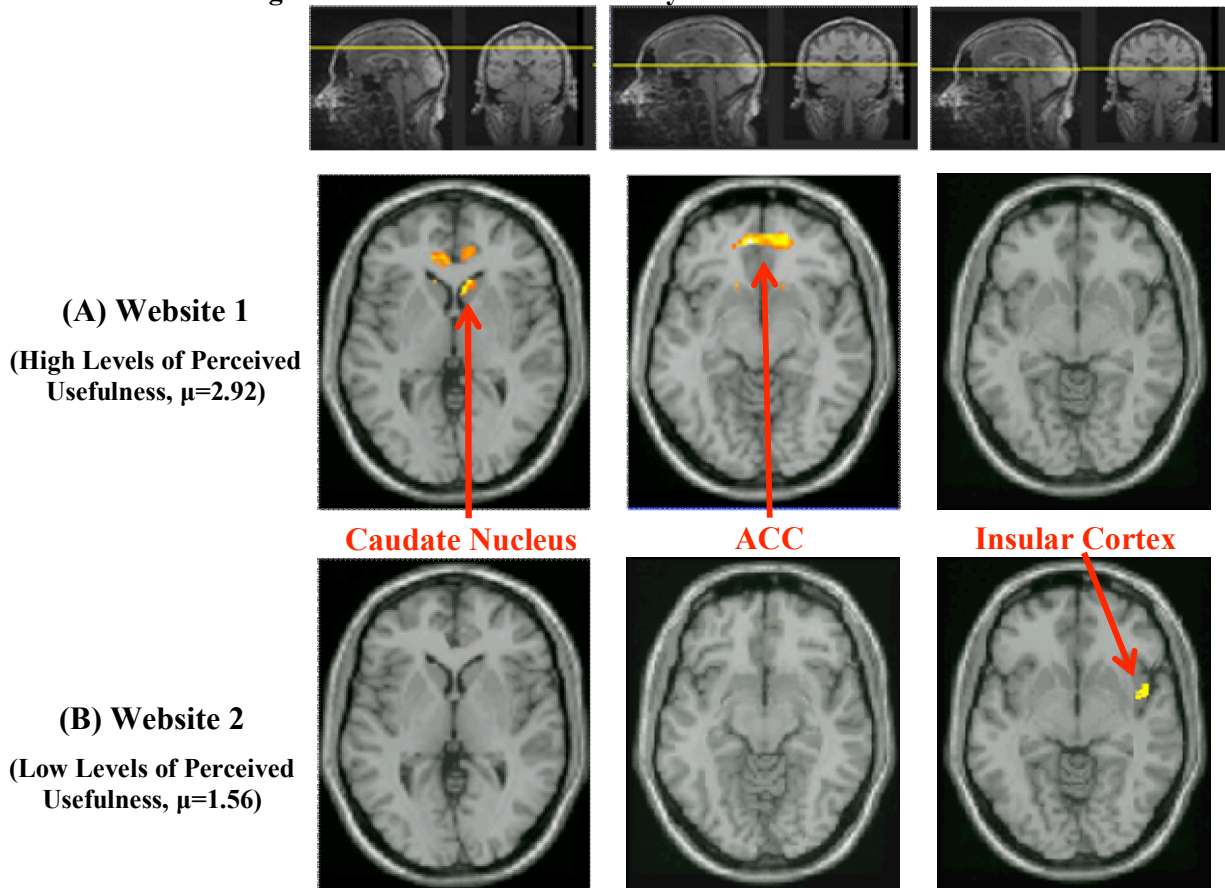 (A) Website 1
(High Levels of Perceived
Usefulness, μ=2.92)
Caudate Nucleus
ACC
Insular Cortex
(B) Website 2
(Low Levels of Perceived
Usefulness, μ=1.56)